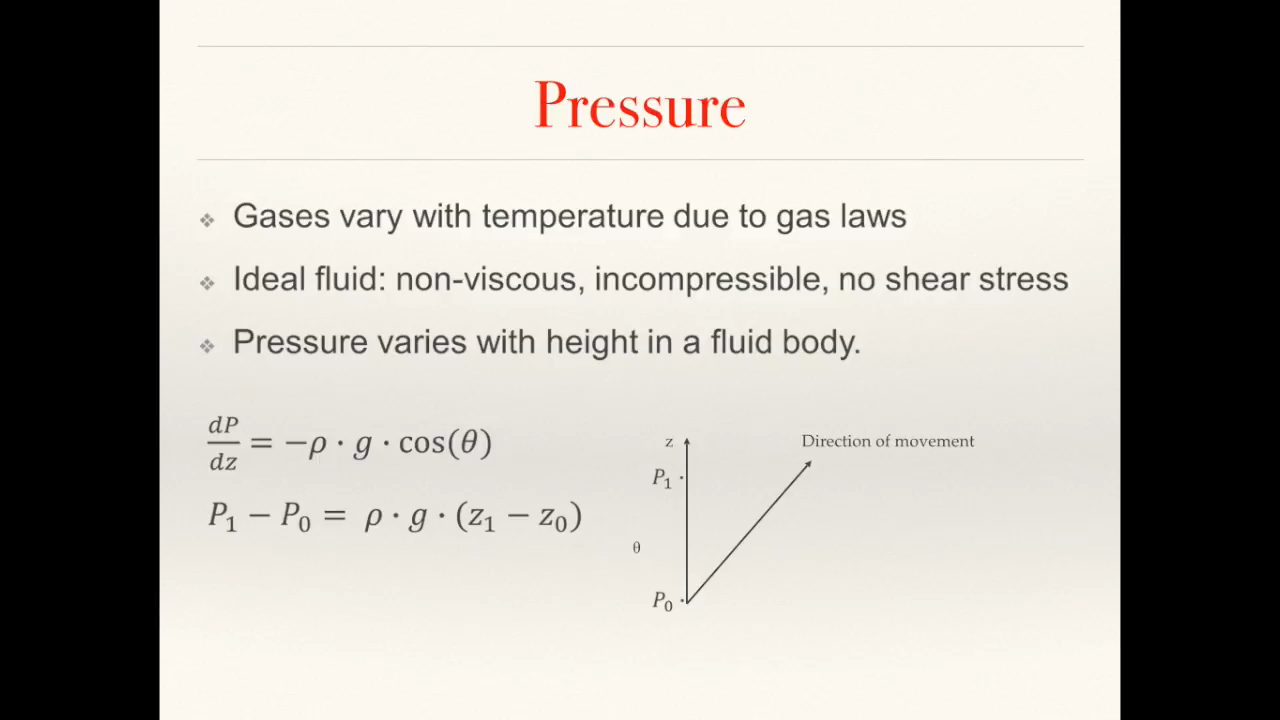 Pressure
❖ Gases vary with temperature due to gas laws
❖ Ideal fluid: non-viscous, incompressible, no shear stress
❖ Pressure varies with height in a fluid body.
dP/dz = −ρ · g · cos(θ)
P₁ − P₀ = ρ · g · (z₁ − z₀)
z
Direction of movement
P₁
θ
P₀